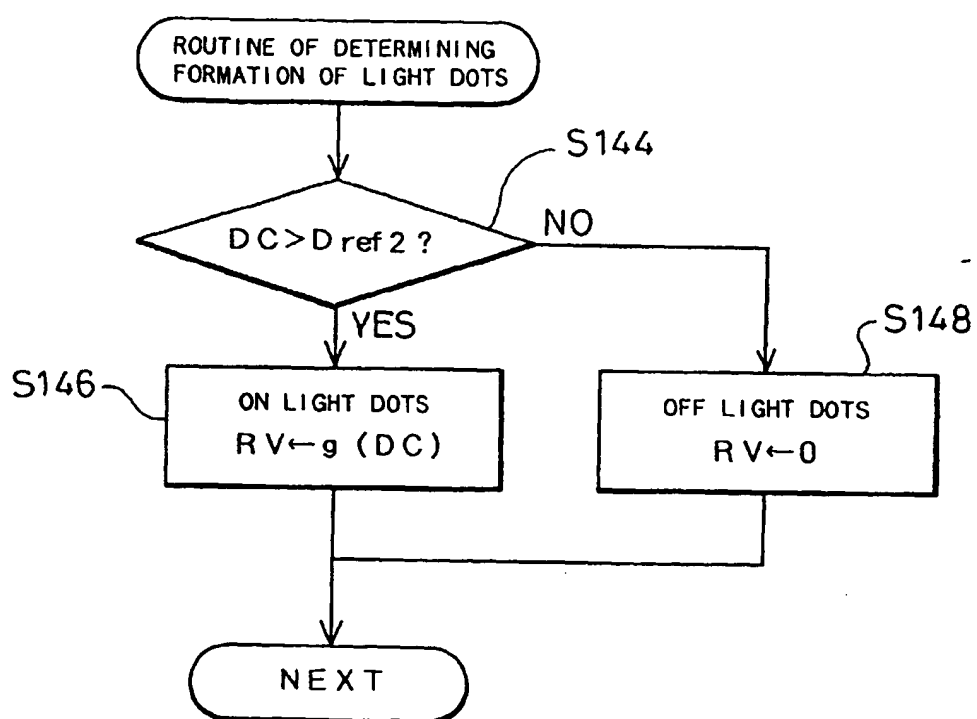 ROUTINE OF DETERMINING
FORMATION OF LIGHT DOTS
S144
DC>Dref2?
NO
YES
S148
S146
ON LIGHT DOTS
RV←g(DC)
OFF LIGHT DOTS
RV←0
NEXT